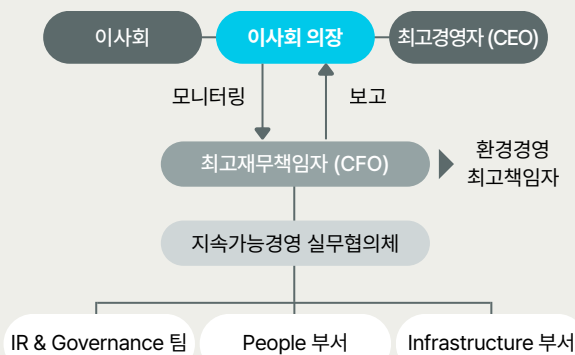 이사회
이사회 의장
최고경영자 (CEO)
모니터링
보고
최고재무책임자 (CFO)
환경경영
최고책임자
지속가능경영 실무협의체
IR & Governance 팀
People 부서
Infrastructure 부서